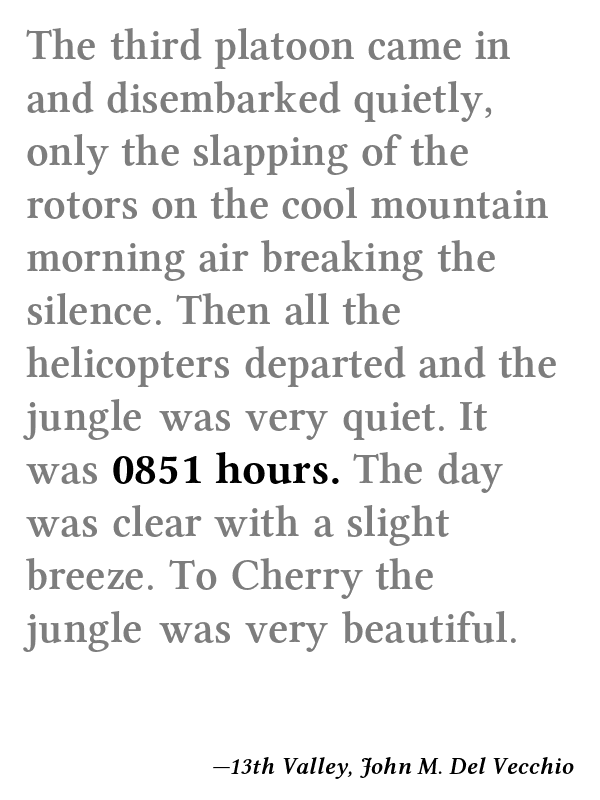 The third platoon came in
and disembarked quietly,
only the slapping of the
rotors on the cool mountain
morning air breaking the
silence. Then all the
helicopters departed and the
jungle was very quiet. It
was 0851 hours. The day
was clear with a slight
breeze. To Cherry the
jungle was very beautiful.
—13th Valley, John M. Del Vecchio